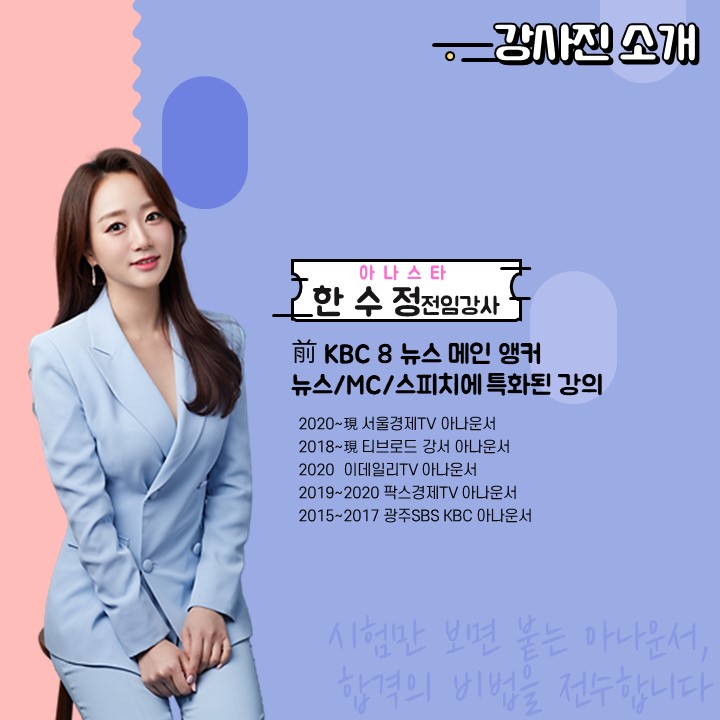 강사진 소개
아나스타
한수정전임강사
前 KBC 8 뉴스 메인 앵커
뉴스/MC/스피치에 특화된 강의
2020~現 서울경제TV 아나운서
2018~現 티브로드 강서 아나운서
2020 이데일리TV 아나운서
2019~2020 팍스경제TV 아나운서
2015~2017 광주SBS KBC 아나운서
시험만 보면 붙는 아나운서,
합격의 비법을 전수합니다